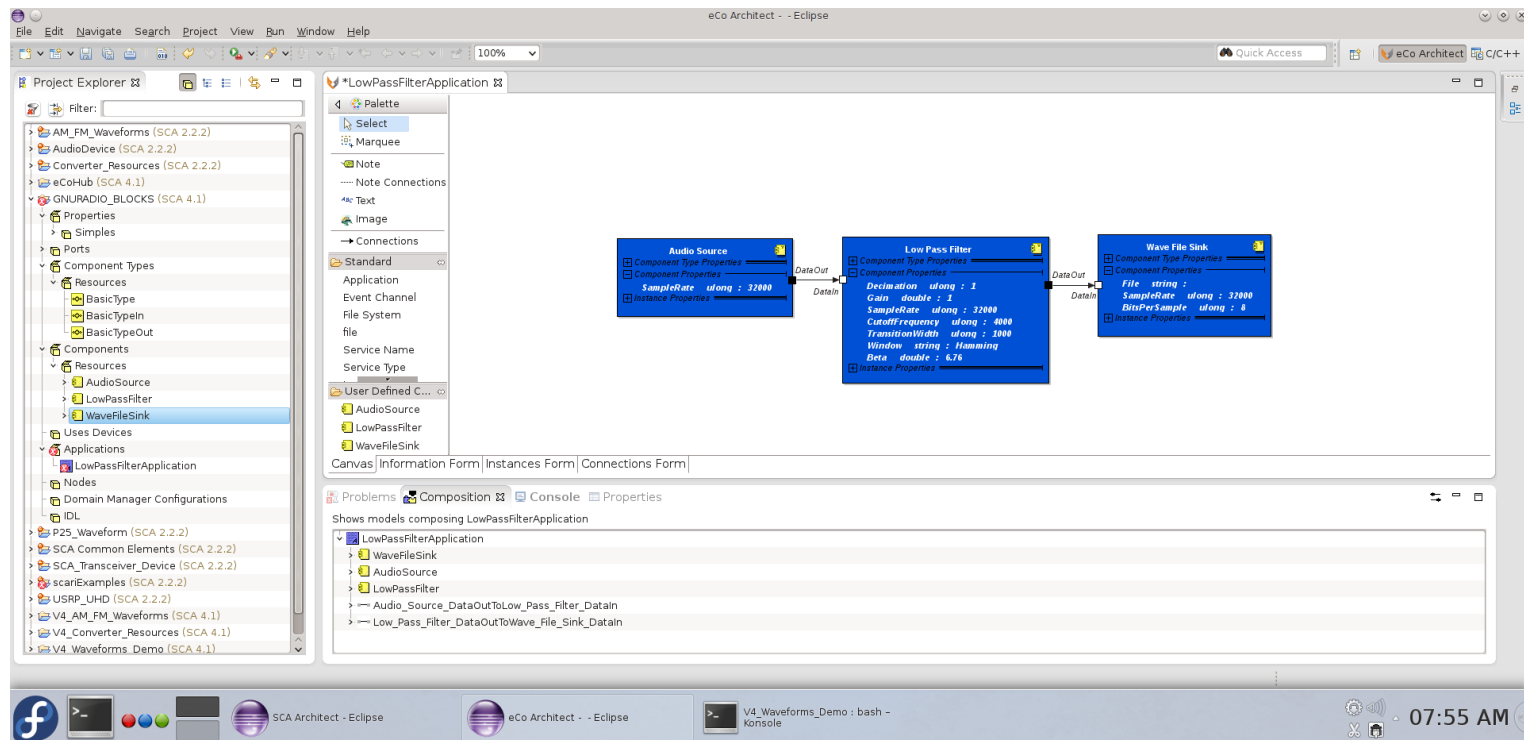 eCo Architect - - Eclipse
File Edit Navigate Search Project View Run Window Help
100%
Quick Access
eCo Architect
C/C++
Project Explorer
Filter:
AM_FM_Waveforms (SCA 2.2.2)
AudioDevice (SCA 2.2.2)
Converter_Resources (SCA 2.2.2)
eCoHub (SCA 4.1)
GNURADIO_BLOCKS (SCA 4.1)
Properties
Simples
Ports
Component Types
Resources
BasicType
BasicTypeIn
BasicTypeOut
Components
Resources
AudioSource
LowPassFilter
WaveFileSink
Uses Devices
Applications
LowPassFilterApplication
Nodes
Domain Manager Configurations
IDL
P25_Waveform (SCA 2.2.2)
SCA Common Elements (SCA 2.2.2)
SCA_Transceiver_Device (SCA 2.2.2)
scariExamples (SCA 2.2.2)
USRP_UHD (SCA 2.2.2)
V4_AM_FM_Waveforms (SCA 4.1)
V4_Converter_Resources (SCA 4.1)
V4_Waveforms_Demo (SCA 4.1)
*LowPassFilterApplication
Palette
Select
Marquee
Note
Note Connections
ABC Text
Image
Connections
Standard
Application
Event Channel
File System
file
Service Name
Service Type
User Defined C...
AudioSource
LowPassFilter
WaveFileSink
Audio Source
Component Type Properties
Component Properties
SampleRate ulong : 32000
Instance Properties
DataOut
DataIn
Low Pass Filter
Component Type Properties
Component Properties
Decimation ulong : 1
Gain double : 1
SampleRate ulong : 32000
CutoffFrequency ulong : 4000
TransitionWidth ulong : 1000
Window string : Hamming
Beta double : 6.76
Instance Properties
DataOut
DataIn
Wave File Sink
Component Type Properties
Component Properties
File string :
SampleRate ulong : 32000
BitsPerSample ulong : 8
Instance Properties
Canvas Information Form Instances Form Connections Form
Problems Composition Console Properties
Shows models composing LowPassFilterApplication
LowPassFilterApplication
WaveFileSink
AudioSource
LowPassFilter
Audio_Source_DataOutToLow_Pass_Filter_DataIn
Low_Pass_Filter_DataOutToWave_File_Sink_DataIn
SCA Architect - Eclipse
eCo Architect - - Eclipse
V4_Waveforms_Demo : bash –
Konsole
07:55 AM